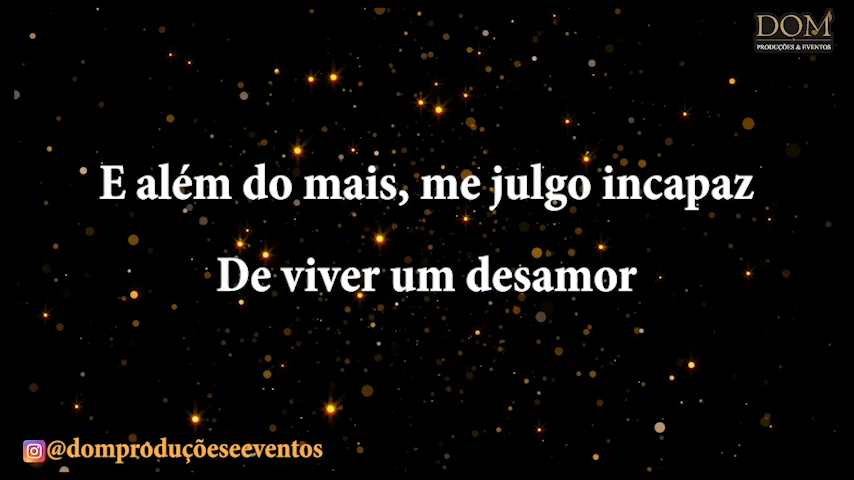 DOM
PRODUÇÕES & EVENTOS
E além do mais, me julgo incapaz
De viver um desamor
@domproduçõeseeventos